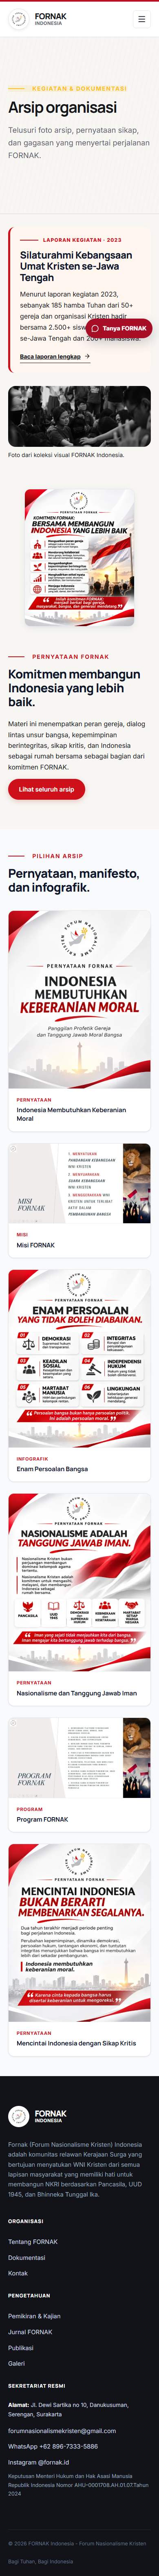 FORNAK
INDONESIA
KEGIATAN & DOKUMENTASI
Arsip organisasi
Telusuri foto arsip, pernyataan sikap,
dan gagasan yang menyertai perjalanan
FORNAK.
LAPORAN KEGIATAN · 2023
Silaturahmi Kebangsaan
Umat Kristen se-Jawa
Tengah
Menurut laporan kegiatan 2023,
sebanyak 185 hamba Tuhan dari 50+
gereja dan organisasi Kristen hadir
bersama 2.500+
se-Jawa Tengah dan
Tanya FORNAK
Baca laporan lengkap →
Foto dari koleksi visual FORNAK Indonesia.
PERNYATAAN FORNAK
KOMITMEN FORNAK:
BERSAMA MEMBANGUN
INDONESIA YANG LEBIH BAIK
PERNYATAAN FORNAK
Komitmen membangun
Indonesia yang lebih
baik.
Materi ini menempatkan peran gereja, dialog
lintas unsur bangsa, kepemimpinan
berintegritas, sikap kritis, dan Indonesia
sebagai rumah bersama sebagai bagian dari
komitmen FORNAK.
Lihat seluruh arsip
PILIHAN ARSIP
Pernyataan, manifesto,
dan infografik.
PERNYATAAN FORNAK
INDONESIA
MEMBUTUHKAN
KEBERANIAN MORAL
Panggilan Profetik Gereja
dan Tanggung Jawab Moral Bangsa
PERNYATAAN
Indonesia Membutuhkan Keberanian
Moral
MISI
FORNAK
MISI
Misi FORNAK
PERNYATAAN FORNAK
ENAM PERSOALAN
YANG TIDAK BOLEH DIABAIKAN.
01
DEMOKRASI
02
INTEGRITAS
03
KEADILAN
SOSIAL
04
INDEPENDENSI
HUKUM
05
MARTABAT
MANUSIA
06
LINGKUNGAN
INFOGRAFIK
Enam Persoalan Bangsa
PERNYATAAN FORNAK
NASIONALISME ADALAH
TANGGUNG JAWAB IMAN.
PANCASILA
UUD
1945
PERNYATAAN
Nasionalisme dan Tanggung Jawab Iman
PROGRAM
FORNAK
PROGRAM
Program FORNAK
PERNYATAAN FORNAK
MENCINTAI INDONESIA
BUKAN BERARTI
MEMBENARKAN SEGALANYA.
Indonesia membutuhkan
keberanian moral.
PERNYATAAN
Mencintai Indonesia dengan Sikap Kritis
FORNAK
INDONESIA
Fornak (Forum Nasionalisme Kristen) Indonesia
adalah komunitas relawan Kerajaan Surga yang
bertujuan menyatukan WNI Kristen dari semua
lapisan masyarakat yang memiliki hati untuk
membangun NKRI berdasarkan Pancasila, UUD
1945, dan Bhinneka Tunggal Ika.
ORGANISASI
Tentang FORNAK
Dokumentasi
Kontak
PENGETAHUAN
Pemikiran & Kajian
Jurnal FORNAK
Publikasi
Galeri
SEKRETARIAT RESMI
Alamat: Jl. Dewi Sartika no 10, Danukusuman,
Serengan, Surakarta
forumnasionalismekristen@gmail.com
WhatsApp +62 896-7333-5886
Instagram @fornak.id
Keputusan Menteri Hukum dan Hak Asasi Manusia
Republik Indonesia Nomor AHU-0001708.AH.01.07.Tahun
2024
© 2026 FORNAK Indonesia - Forum Nasionalisme Kristen
Bagi Tuhan, Bagi Indonesia